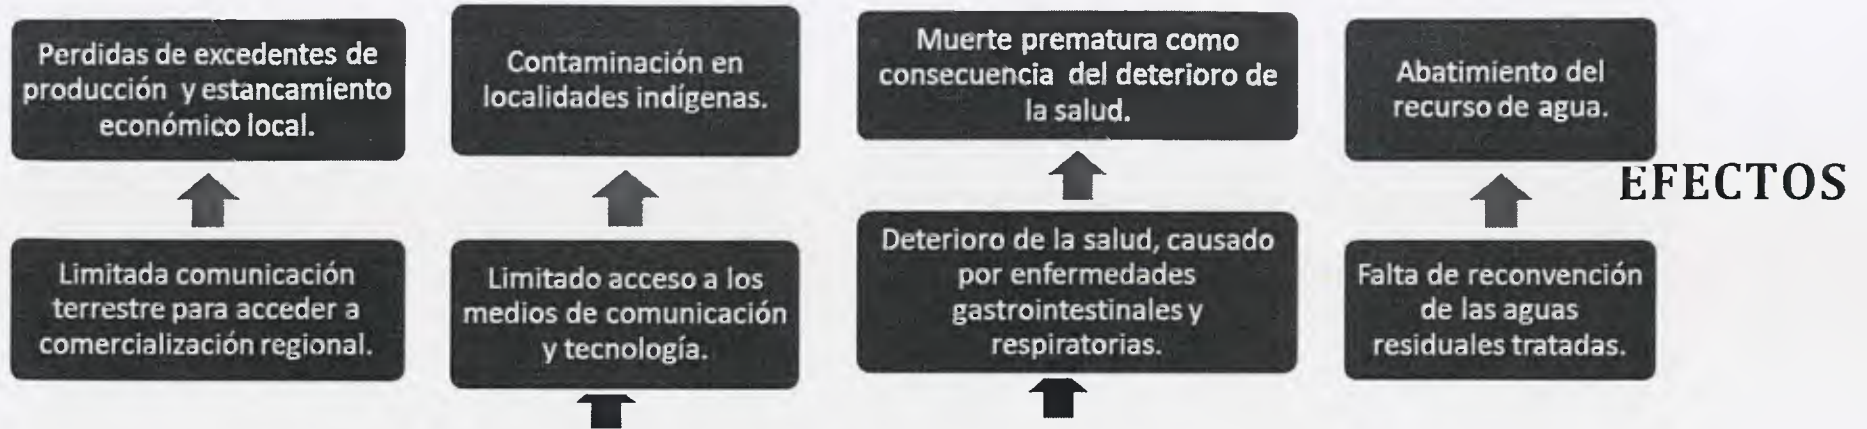 Perdidas de excedentes de
producción y estancamiento
económico local.
Contaminación en
localidades indígenas.
Muerte prematura como
consecuencia del deterioro de
la salud.
Abatimiento del
recurso de agua.
EFECTOS
Limitada comunicación
terrestre para acceder a
comercialización regional.
Limitado acceso a los
medios de comunicación
y tecnología.
Deterioro de la salud, causado
por enfermedades
gastrointestinales y
respiratorias.
Falta de reconvención
de las aguas
residuales tratadas.